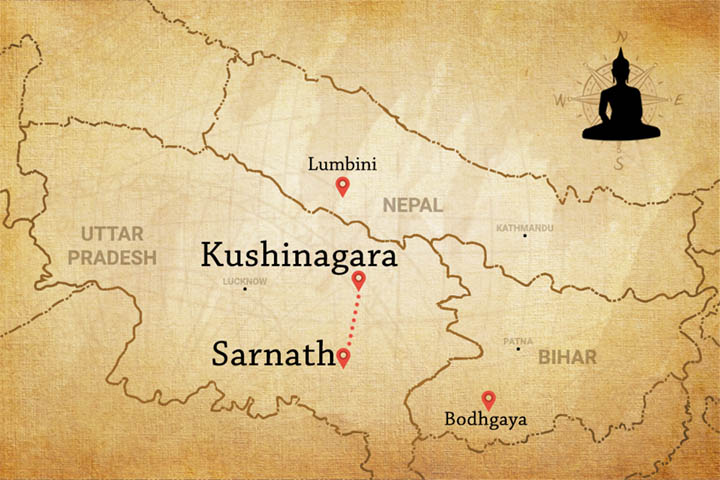 N
W
E
S
Lumbini
NEPAL
KATHMANDU
UTTAR
PRADESH
Kushinagara
LUCKNOW
Sarnath
PATNA
BIHAR
Bodhgaya